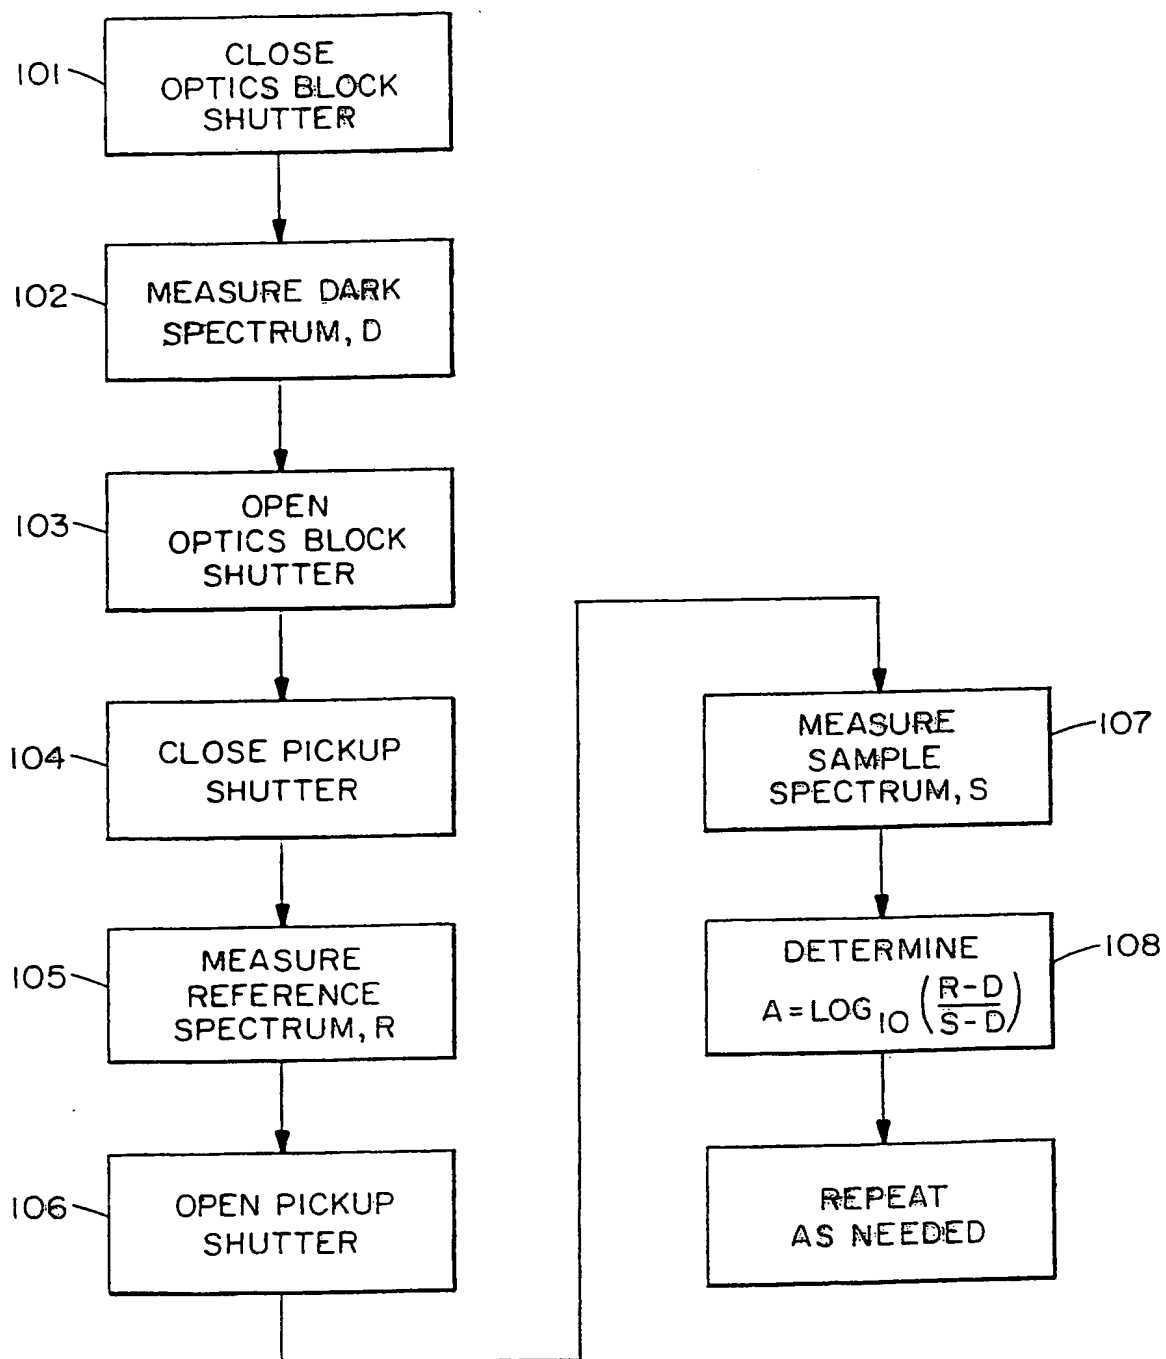 101
CLOSE
OPTICS BLOCK
SHUTTER
102
MEASURE DARK
SPECTRUM, D
103
OPEN
OPTICS BLOCK
SHUTTER
104
CLOSE PICKUP
SHUTTER
105
MEASURE
REFERENCE
SPECTRUM, R
106
OPEN PICKUP
SHUTTER
107
MEASURE
SAMPLE
SPECTRUM, S
108
DETERMINE
A = LOG10 (R-D / S-D)
REPEAT
AS NEEDED